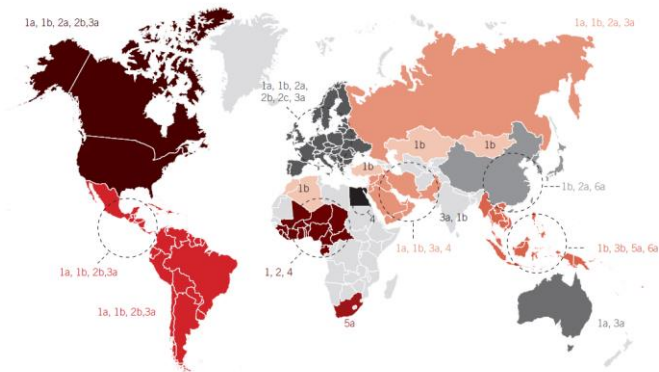 1a, 1b, 2a, 2b,3a
1a, 1b, 2a, 3a
1a, 1b, 2a,
2b, 2c, 3a
1b
1b
1b
1b
1b, 2a, 6a
4
3a, 1b
1a, 1b, 3a, 4
1b, 3b, 5a, 6a
1a, 1b, 2b,3a
1, 2, 4
1a, 1b, 2b,3a
5a
1a, 3a